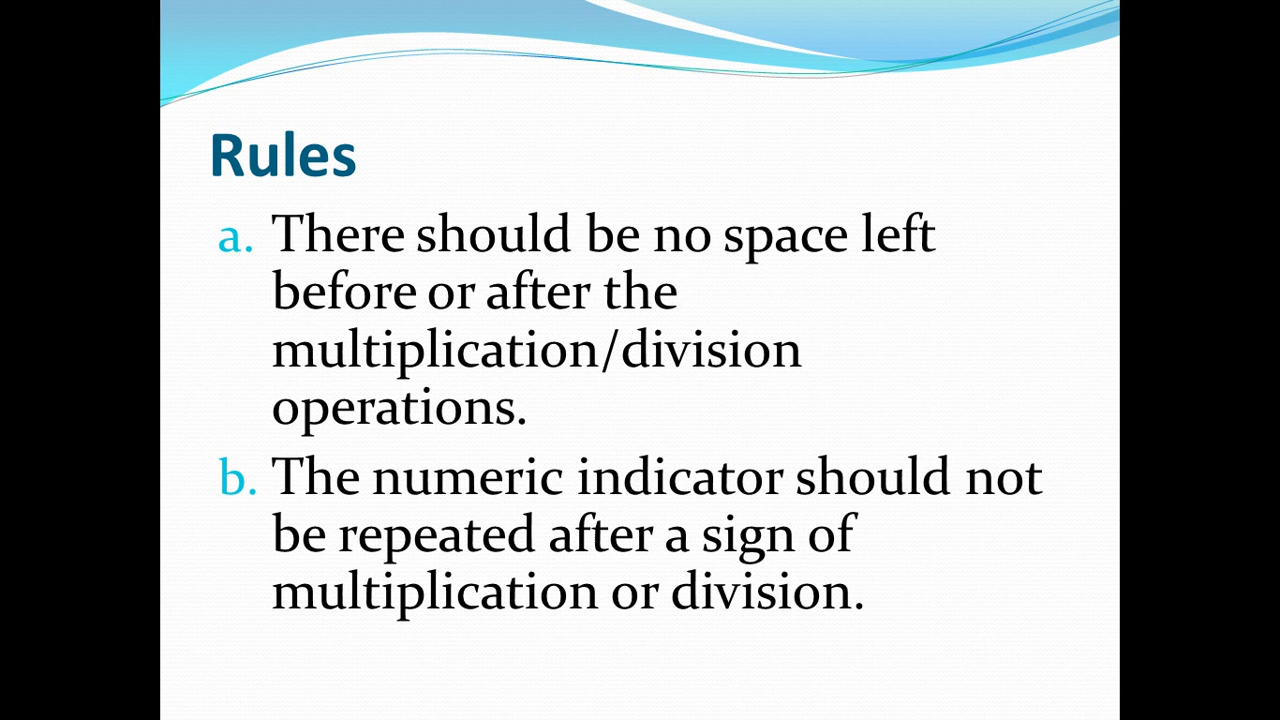 Rules
a. There should be no space left
before or after the
multiplication/division
operations.
b. The numeric indicator should not
be repeated after a sign of
multiplication or division.